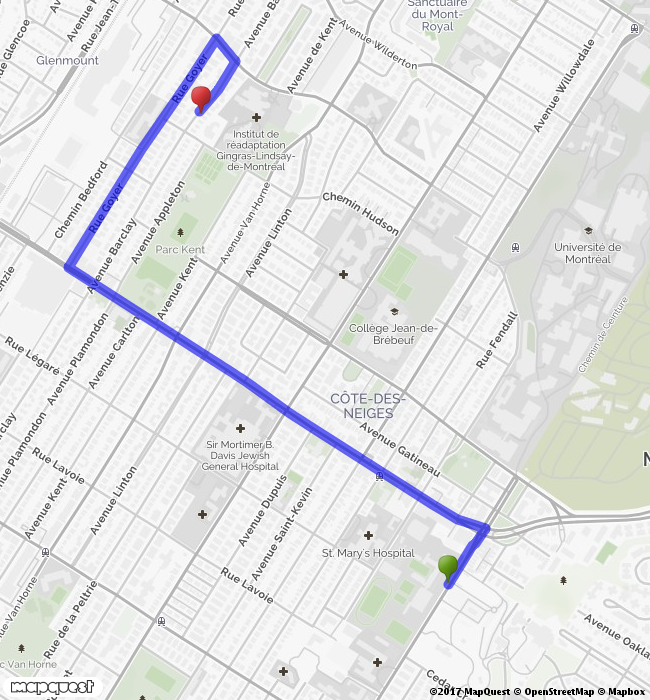 Sanctuaire
du Mont-
Royal
Avenue de Kent
Avenue Wilderton
Avenue Willowdale
Glenmount
Rue Goyer
Institut de
réadaptation
Gingras-Lindsay-
de-Montréal
Chemin Bedford
Rue Goyer
Avenue Barclay
Avenue Appleton
Avenue Van Horne
Chemin Hudson
Avenue Linton
Parc Kent
Université de
Montréal
Avenue Kent
Chemin de Ceinture
Collège Jean-de-
Brébeuf
Rue Fendall
Rue Légaré
Avenue Plamondon
Avenue Carlton
CÔTE-DES-
NEIGES
Avenue Gatineau
Sir Mortimer B.
Davis Jewish
General Hospital
Avenue Plamondon
Rue Lavoie
Avenue Kent
Avenue Linton
Avenue Dupuis
Avenue Saint-Kevin
St. Mary's Hospital
Rue Lavoie
Avenue Van Horne
Rue de la Peltrie
Avenue Oakla
c Van Horne
Cedar
mapquest
©2017 MapQuest © OpenStreetMap © Mapbox